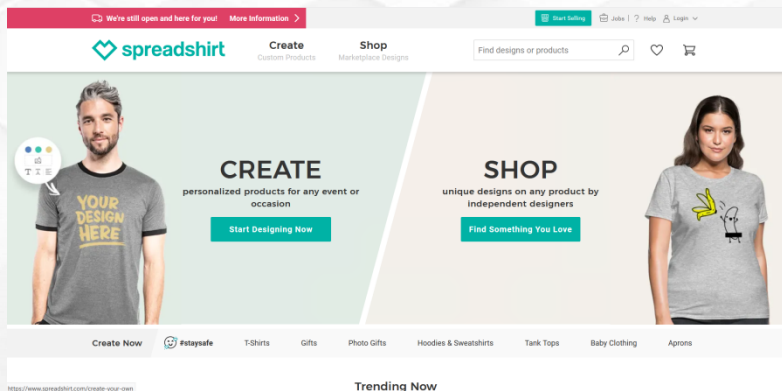 We're still open and here for you! More Information >
Start Selling Jobs | ? Help Login
spreadshirt
Create
Custom Products
Shop
Marketplace Designs
Find designs or products
T T
YOUR
DESIGN
HERE
CREATE
personalized products for any event or
occasion
Start Designing Now
SHOP
unique designs on any product by
independent designers
Find Something You Love
Create Now #staysafe T-Shirts Gifts Photo Gifts Hoodies & Sweatshirts Tank Tops Baby Clothing Aprons
Trending Now
https://www.spreadshirt.com/create-your-own